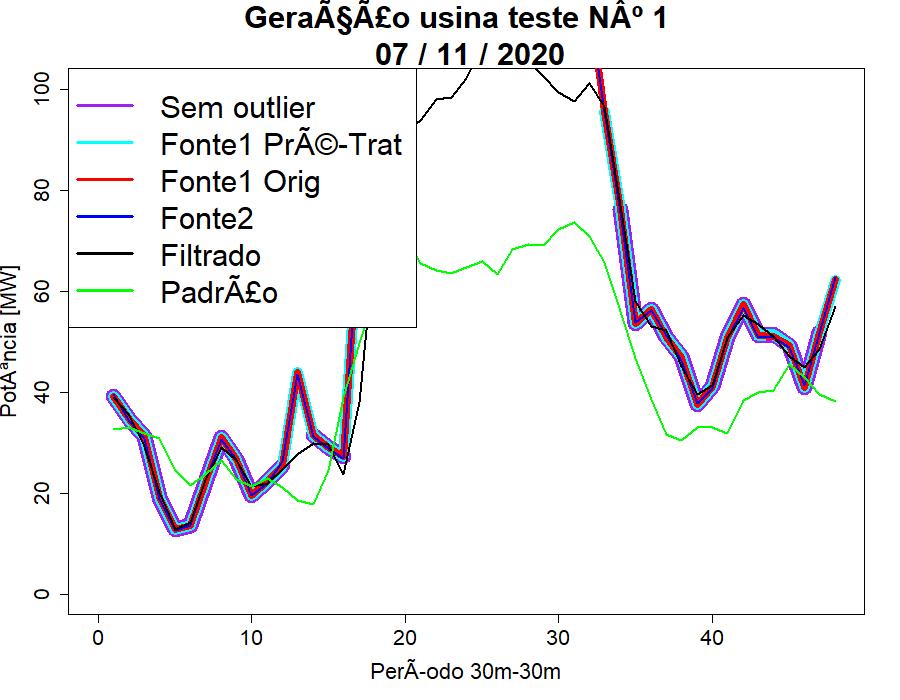 GeraÃ§Ã£o usina teste NÂº 1
07 / 11 / 2020
Sem outlier
Fonte1 PrÃ©-Trat
Fonte1 Orig
Fonte2
Filtrado
PadrÃ£o
PotÃªncia [MW]
100
80
60
40
20
0
0 10 20 30 40
PerÃ-odo 30m-30m